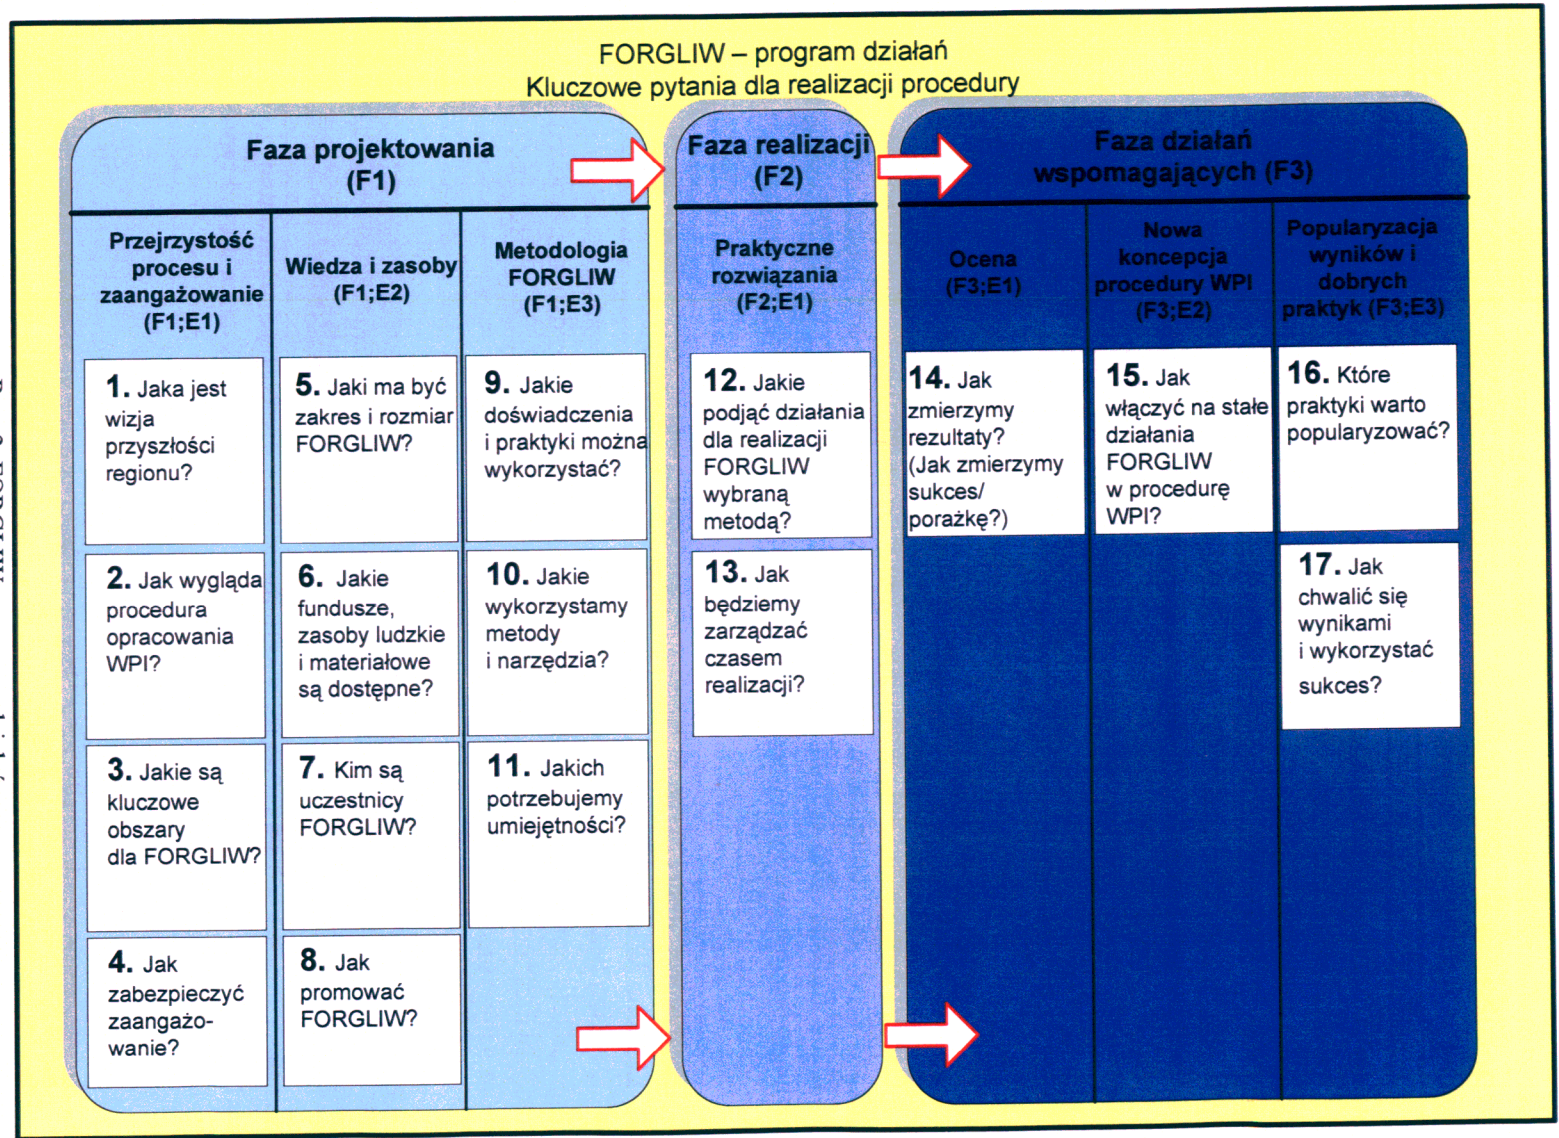 FORGLIW – program działań
Kluczowe pytania dla realizacji procedury
Faza projektowania
(F1)
Przejrzystość
procesu i
zaangażowanie
(F1;E1)
Wiedza i zasoby
(F1;E2)
Metodologia
FORGLIW
(F1;E3)
1. Jaka jest
wizja
przyszłości
regionu?
2. Jak wygląda
procedura
opracowania
WPI?
3. Jakie są
kluczowe
obszary
dla FORGLIW?
4. Jak
zabezpieczyć
zaangażo-
wanie?
5. Jaki ma być
zakres i rozmiar
FORGLIW?
6. Jakie
fundusze,
zasoby ludzkie
i materiałowe
są dostępne?
7. Kim są
uczestnicy
FORGLIW?
8. Jak
promować
FORGLIW?
9. Jakie
doświadczenia
i praktyki można
wykorzystać?
10. Jakie
wykorzystamy
metody
i narzędzia?
11. Jakich
potrzebujemy
umiejętności?
Faza realizacji
(F2)
Praktyczne
rozwiązania
(F2;E1)
12. Jakie
podjąć działania
dla realizacji
FORGLIW
wybraną
metodą?
13. Jak
będziemy
zarządzać
czasem
realizacji?
Faza działań
wspomagających (F3)
Ocena
(F3;E1)
Nowa
koncepcja
procedury WPI
(F3;E2)
Popularyzacja
wyników i
dobrych
praktyk (F3;E3)
14. Jak
zmierzymy
rezultaty?
(Jak zmierzymy
sukces/
porażkę?)
15. Jak
włączyć na stałe
działania
FORGLIW
w procedurę
WPI?
16. Które
praktyki warto
popularyzować?
17. Jak
chwalić się
wynikami
i wykorzystać
sukces?